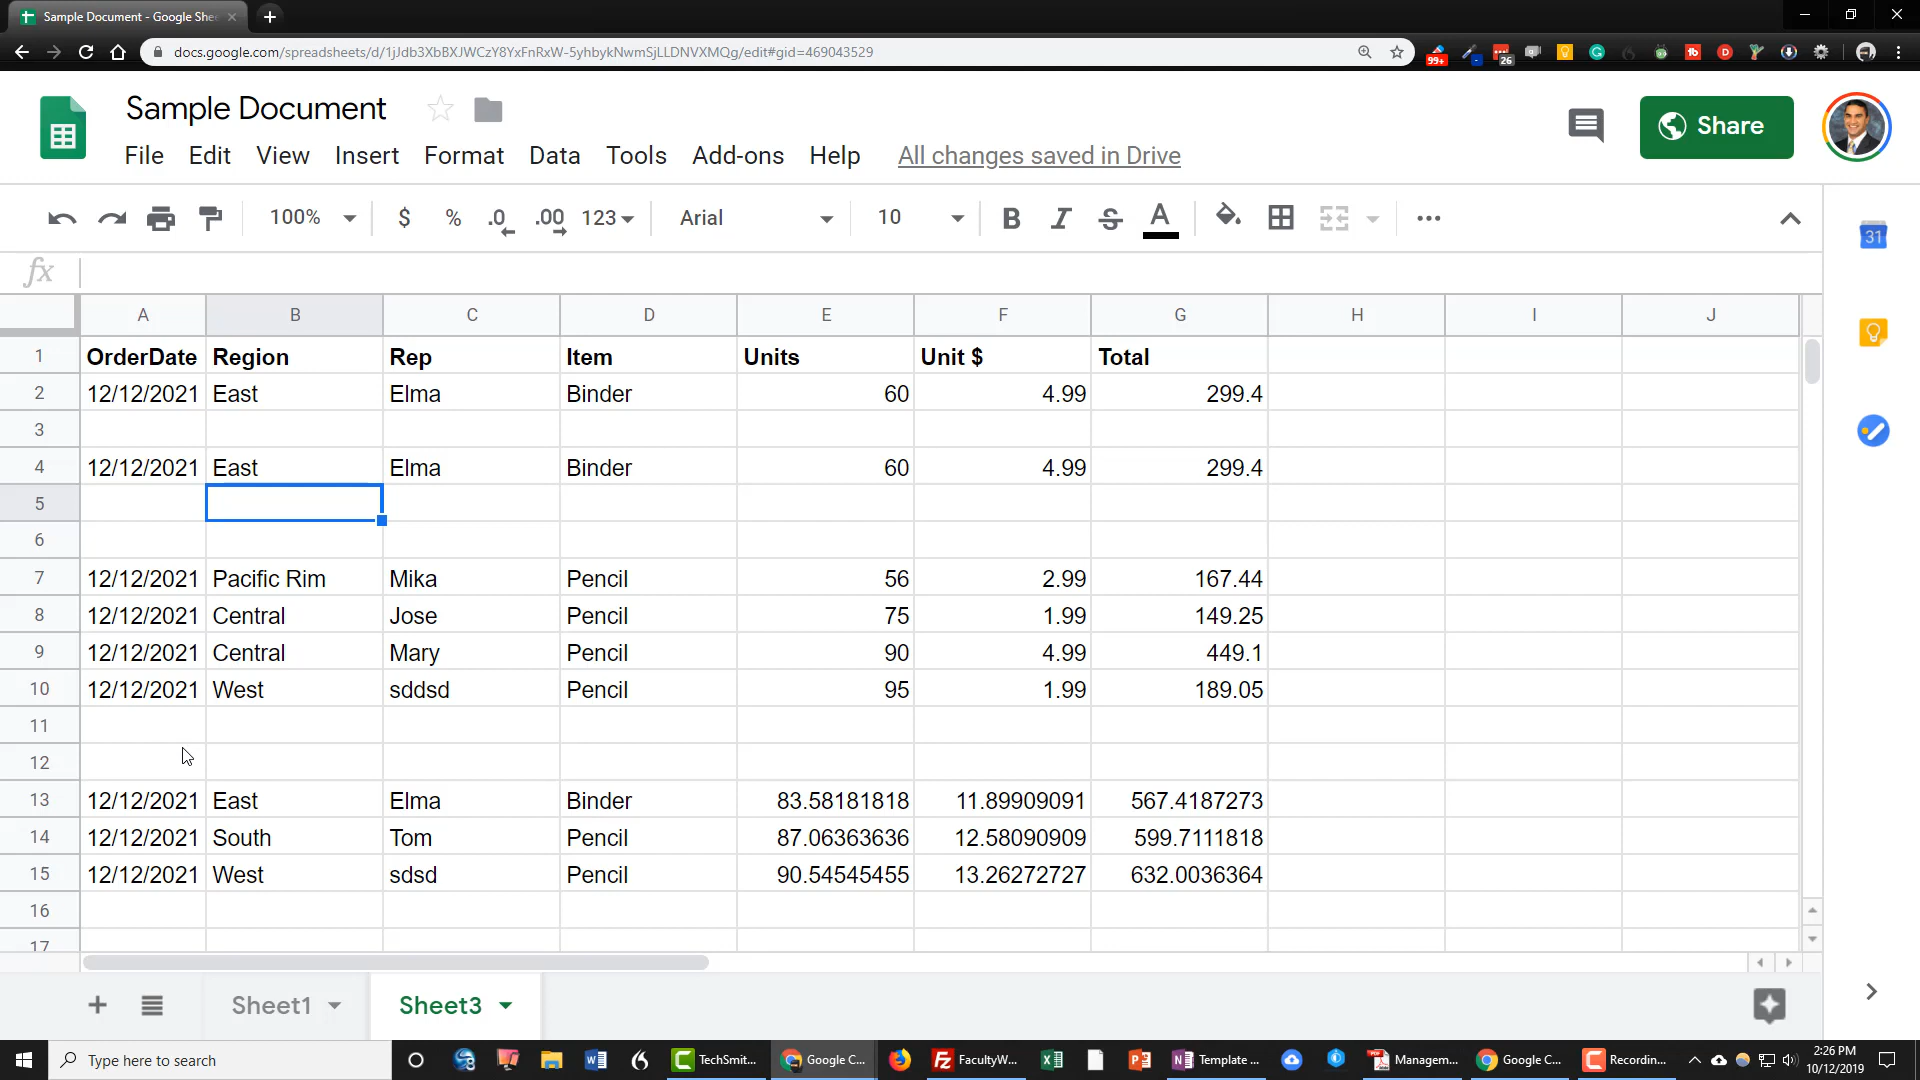 Sample Document - Google Shee
docs.google.com/spreadsheets/d/1jJdb3XbBXJWCzY8YxFnRxW-5yhbykNwmSjLLDNVXMQg/edit#gid=469043529
99+
26
Sample Document
Share
File Edit View Insert Format Data Tools Add-ons Help All changes saved in Drive
100% $ % .0 .00 123 Arial 10 B I S A
31
fx
A B C D E F G H I J
1 OrderDate Region Rep Item Units Unit $ Total
2 12/12/2021 East Elma Binder 60 4.99 299.4
3
4 12/12/2021 East Elma Binder 60 4.99 299.4
5
6
7 12/12/2021 Pacific Rim Mika Pencil 56 2.99 167.44
8 12/12/2021 Central Jose Pencil 75 1.99 149.25
9 12/12/2021 Central Mary Pencil 90 4.99 449.1
10 12/12/2021 West sddsd Pencil 95 1.99 189.05
11
12
13 12/12/2021 East Elma Binder 83.58181818 11.89909091 567.4187273
14 12/12/2021 South Tom Pencil 87.06363636 12.58090909 599.7111818
15 12/12/2021 West sdsd Pencil 90.54545455 13.26272727 632.0036364
16
17
Sheet1 Sheet3
Type here to search
TechSmit...
Google C...
FacultyW...
Template ...
Managem...
Google C...
Recordin...
2:26 PM
10/12/2019